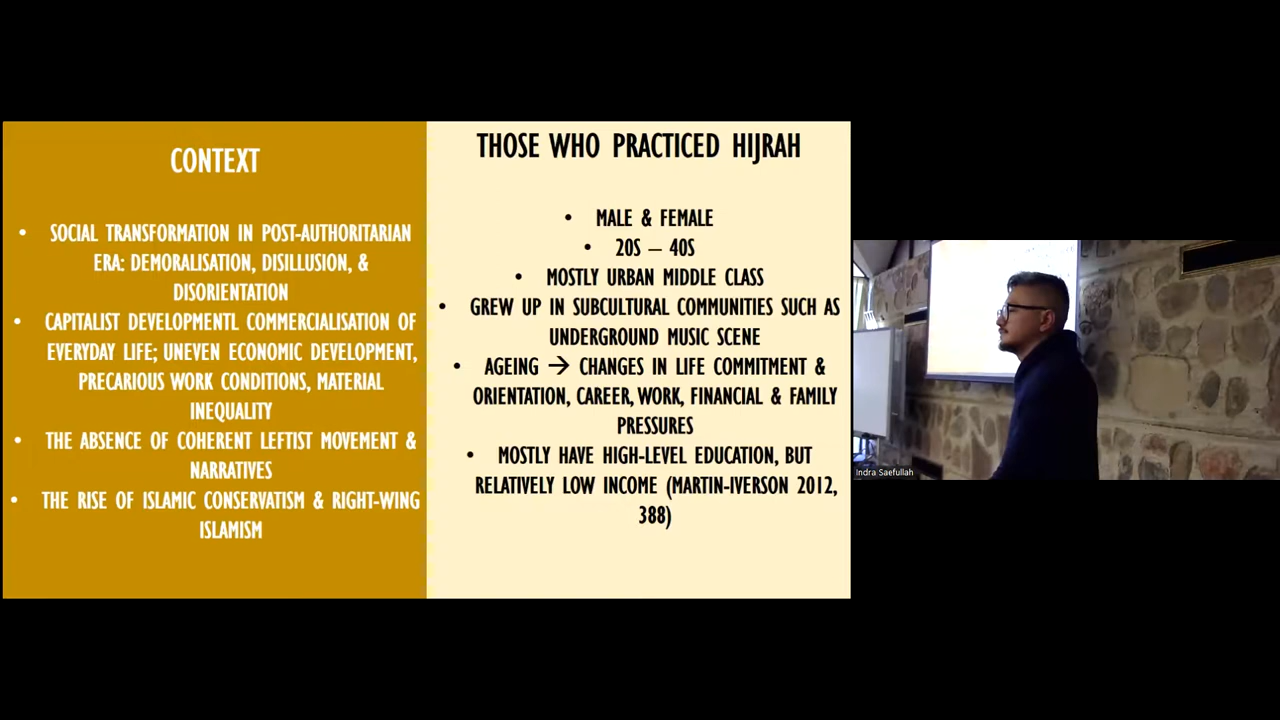 CONTEXT
• SOCIAL TRANSFORMATION IN POST-AUTHORITARIAN
ERA: DEMORALISATION, DISILLUSION, &
DISORIENTATION
• CAPITALIST DEVELOPMENTL COMMERCIALISATION OF
EVERYDAY LIFE; UNEVEN ECONOMIC DEVELOPMENT,
PRECARIOUS WORK CONDITIONS, MATERIAL
INEQUALITY
• THE ABSENCE OF COHERENT LEFTIST MOVEMENT &
NARRATIVES
• THE RISE OF ISLAMIC CONSERVATISM & RIGHT-WING
ISLAMISM
THOSE WHO PRACTICED HIJRAH
• MALE & FEMALE
• 20S – 40S
• MOSTLY URBAN MIDDLE CLASS
• GREW UP IN SUBCULTURAL COMMUNITIES SUCH AS
UNDERGROUND MUSIC SCENE
• AGEING → CHANGES IN LIFE COMMITMENT &
ORIENTATION, CAREER, WORK, FINANCIAL & FAMILY
PRESSURES
• MOSTLY HAVE HIGH-LEVEL EDUCATION, BUT
RELATIVELY LOW INCOME (MARTIN-IVERSON 2012,
388)
Indra Saefullah